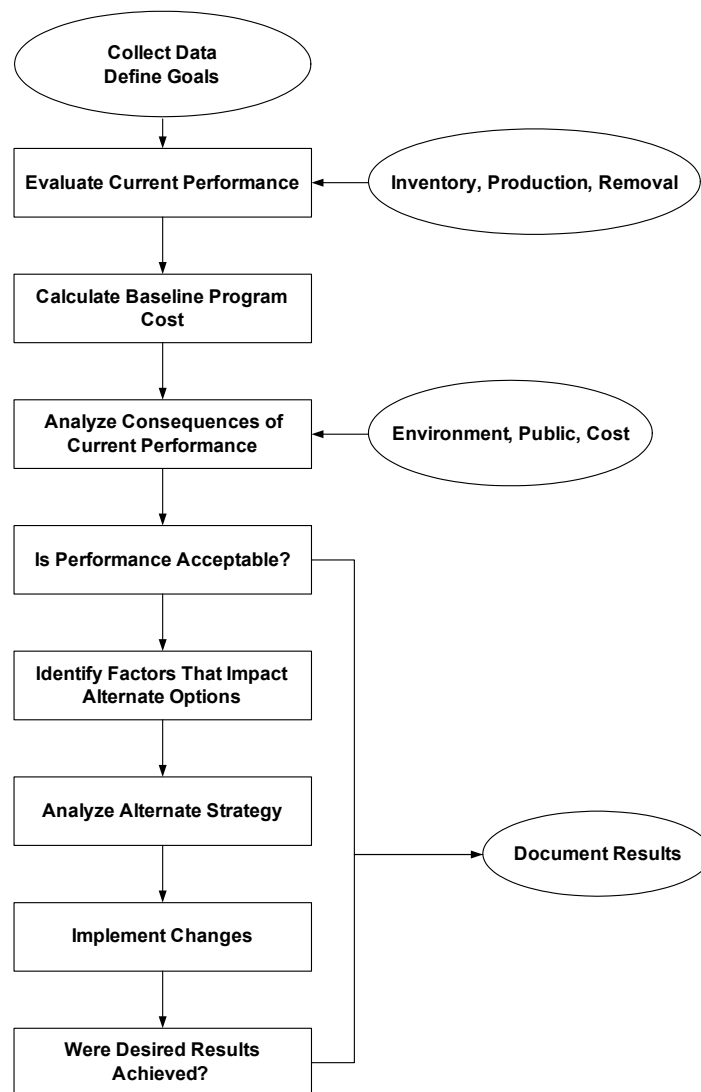 Collect Data
Define Goals
Evaluate Current Performance
Inventory, Production, Removal
Calculate Baseline Program
Cost
Analyze Consequences of
Current Performance
Environment, Public, Cost
Is Performance Acceptable?
Identify Factors That Impact
Alternate Options
Analyze Alternate Strategy
Document Results
Implement Changes
Were Desired Results
Achieved?